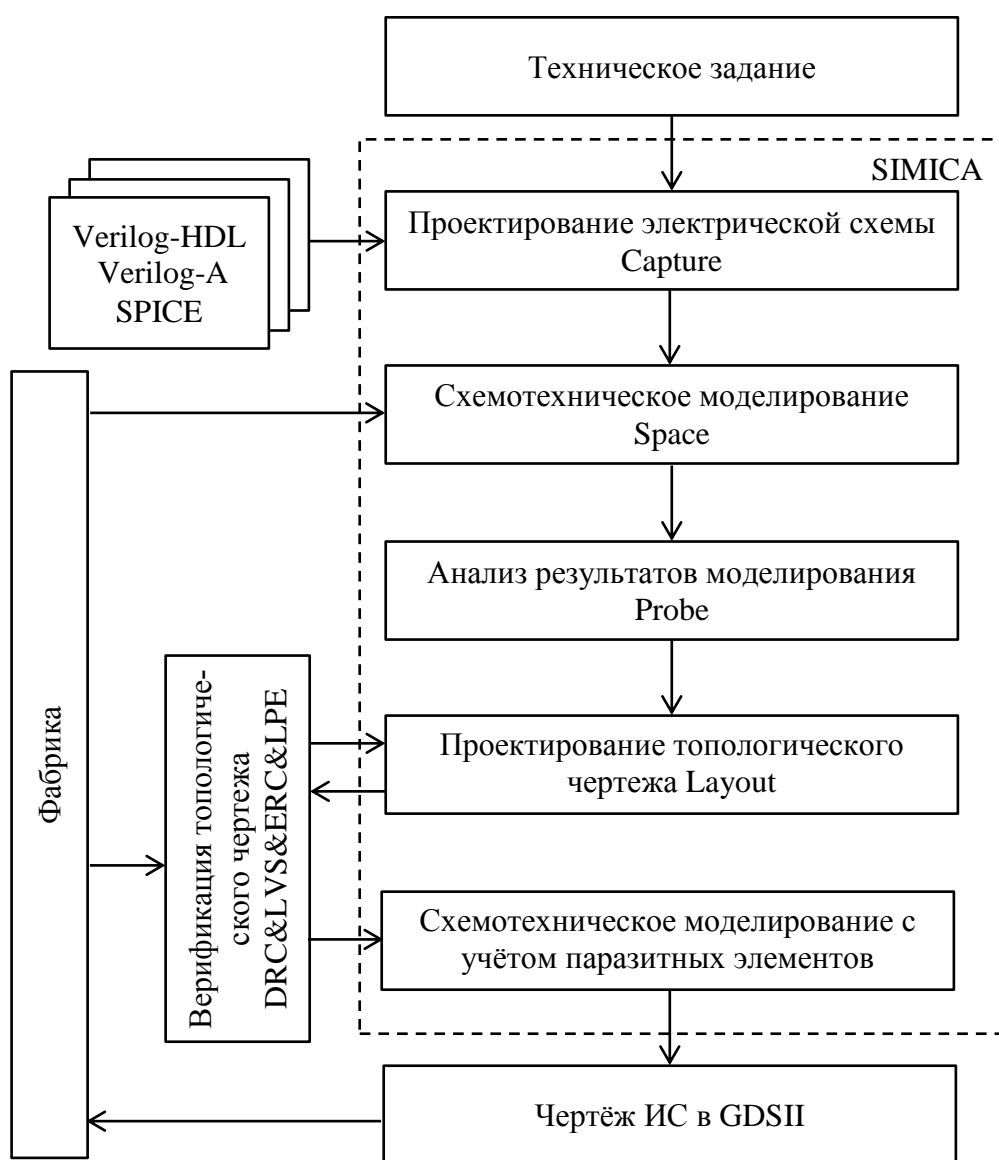 Техническое задание
SIMICA
Verilog-HDL
Verilog-A
SPICE
Проектирование электрической схемы
Capture
Схемотехническое моделирование
Space
Анализ результатов моделирования
Probe
Фабрика
Верификация топологиче-
ского чертежа
DRC&LVS&ERC&LPE
Проектирование топологического
чертежа Layout
Схемотехническое моделирование с
учётом паразитных элементов
Чертёж ИС в GDSII